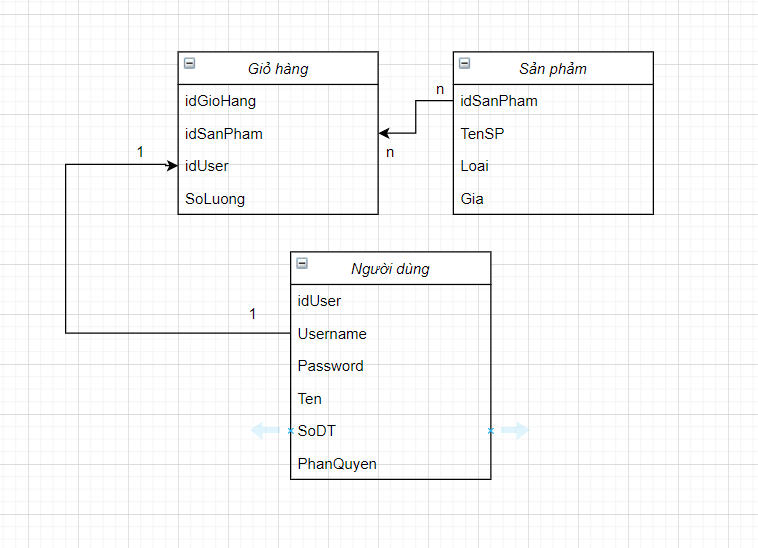 Giỏ hàng
idGioHang
idSanPham
idUser
SoLuong
Sản phẩm
idSanPham
TenSP
Loai
Gia
n
n
1
1
Người dùng
idUser
Username
Password
Ten
SoDT
PhanQuyen